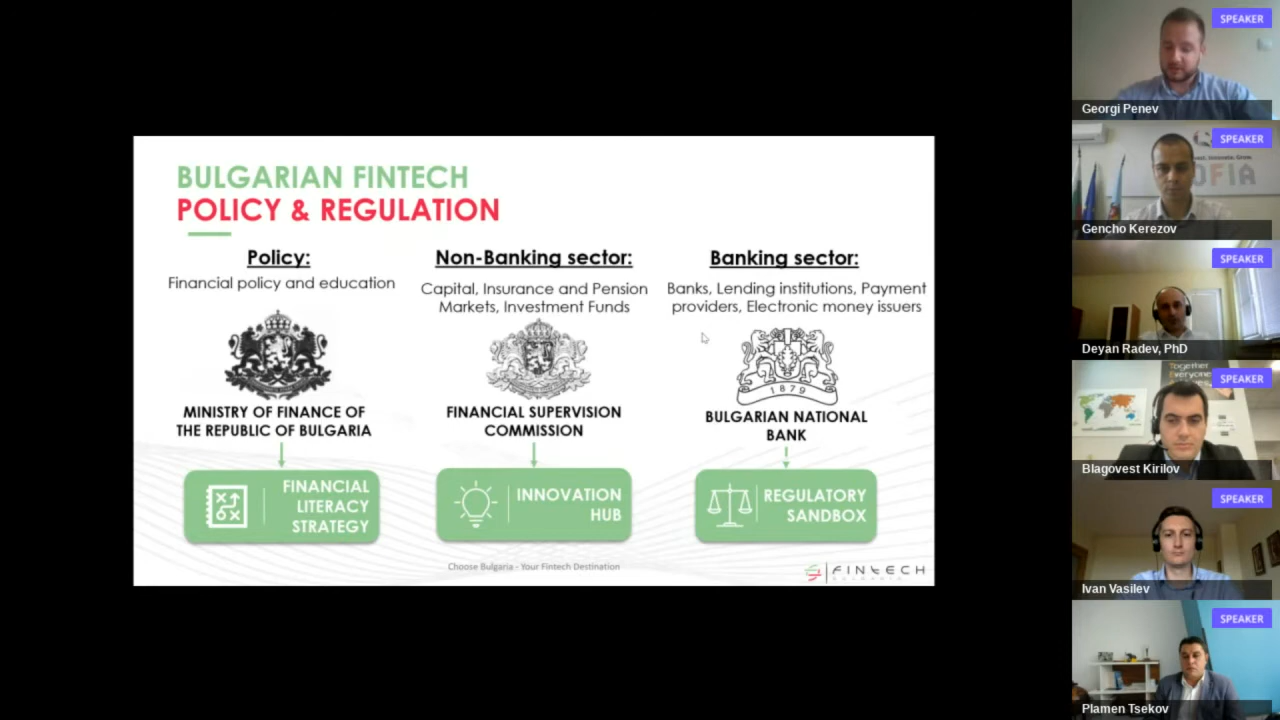 BULGARIAN FINTECH
POLICY & REGULATION
Policy:
Financial policy and education
MINISTRY OF FINANCE OF
THE REPUBLIC OF BULGARIA
FINANCIAL
LITERACY
STRATEGY
Non-Banking sector:
Capital, Insurance and Pension
Markets, Investment Funds
FINANCIAL SUPERVISION
COMMISSION
INNOVATION
HUB
Banking sector:
Banks, Lending institutions, Payment
providers, Electronic money issuers
1879
BULGARIAN NATIONAL
BANK
REGULATORY
SANDBOX
Choose Bulgaria - Your Fintech Destination
FINTECH
BULGARIA
SPEAKER
Georgi Penev
SPEAKER
OFIA
Gencho Kerezov
SPEAKER
Deyan Radev, PhD
Together
Everyone
SPEAKER
Blagovest Kirilov
SPEAKER
Ivan Vasilev
SPEAKER
Plamen Tsekov